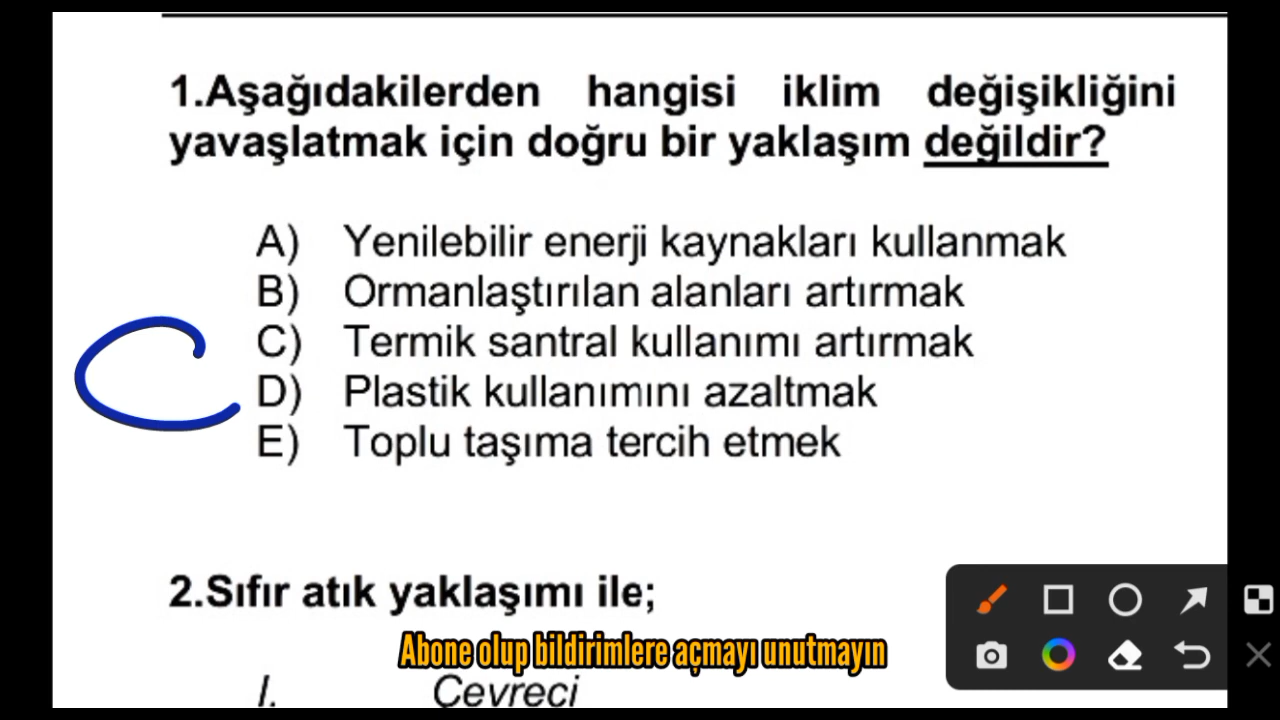 1.Aşağıdakilerden hangisi iklim değişikliğini
yavaşlatmak için doğru bir yaklaşım değildir?
A) Yenilebilir enerji kaynakları kullanmak
B) Ormanlaştırılan alanları artırmak
C) Termik santral kullanımı artırmak
D) Plastik kullanımını azaltmak
E) Toplu taşıma tercih etmek
2.Sıfır atık yaklaşımı ile;
Abone olup bildirimlere açmayı unutmayın
I. Çevreci